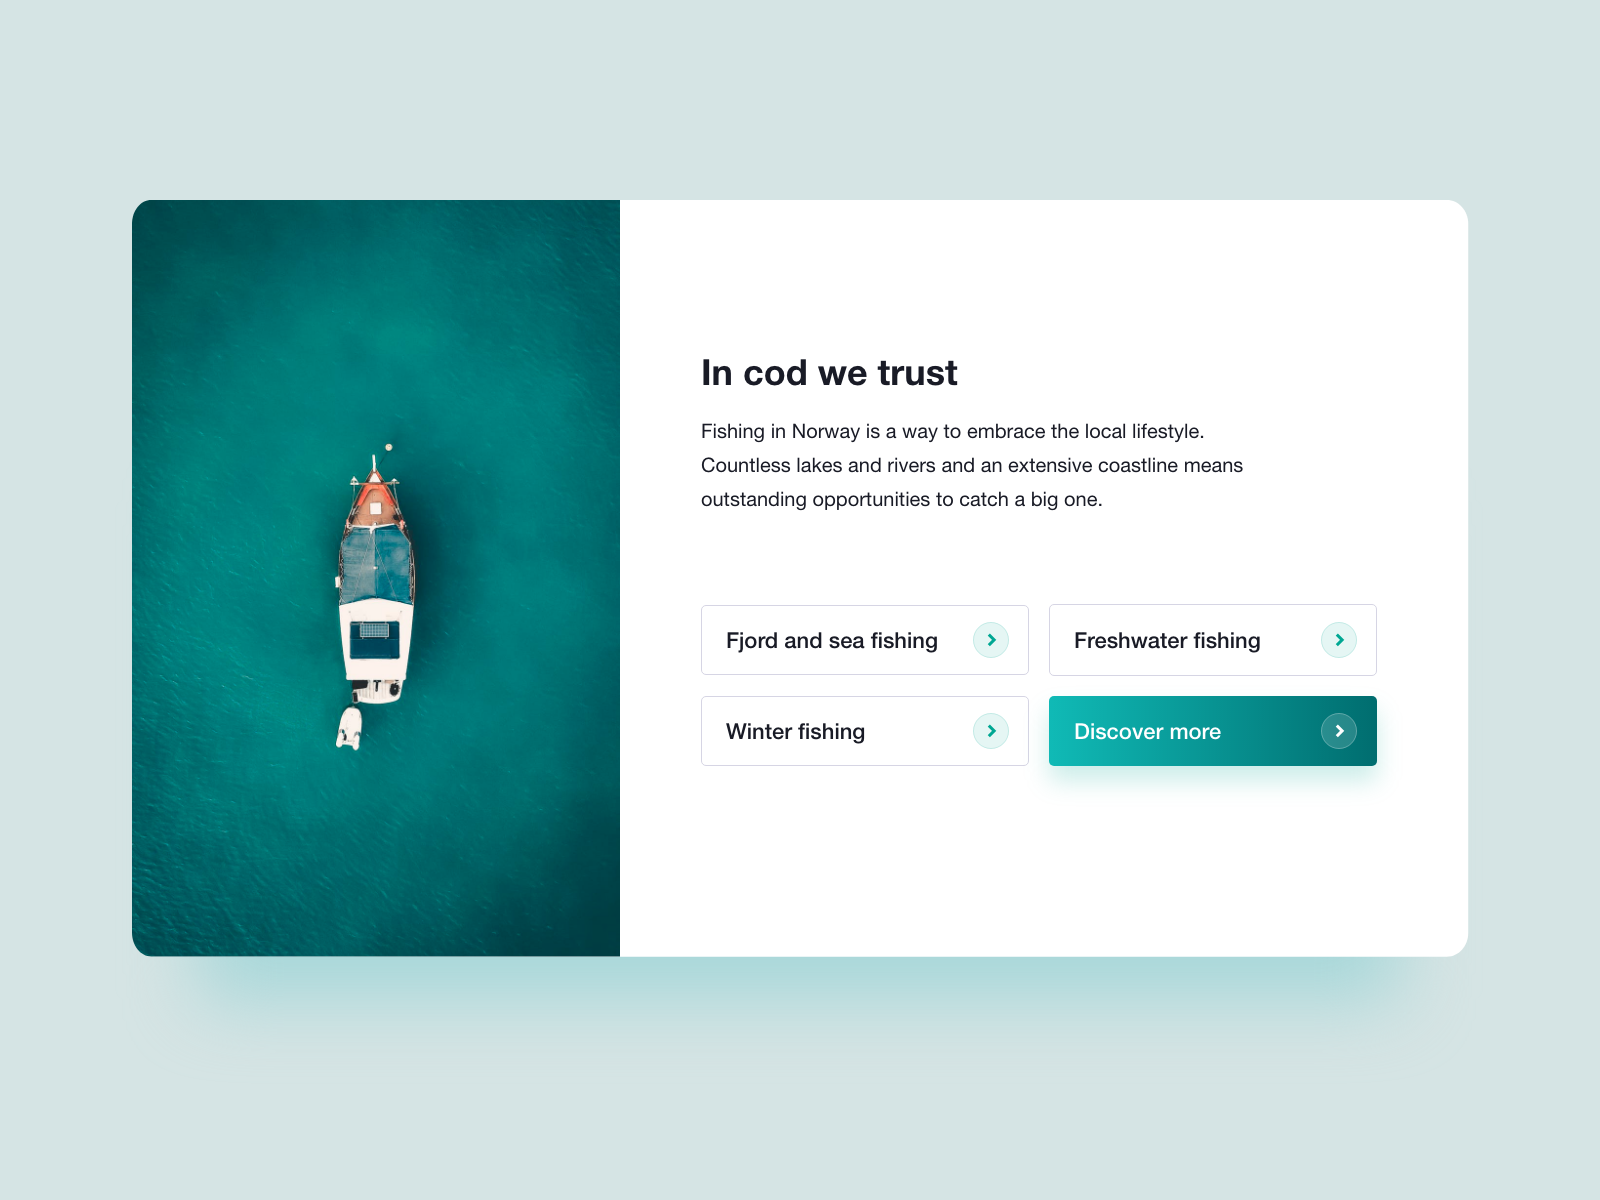 In cod we trust
Fishing in Norway is a way to embrace the local lifestyle.
Countless lakes and rivers and an extensive coastline means
outstanding opportunities to catch a big one.
Fjord and sea fishing
Freshwater fishing
Winter fishing
Discover more